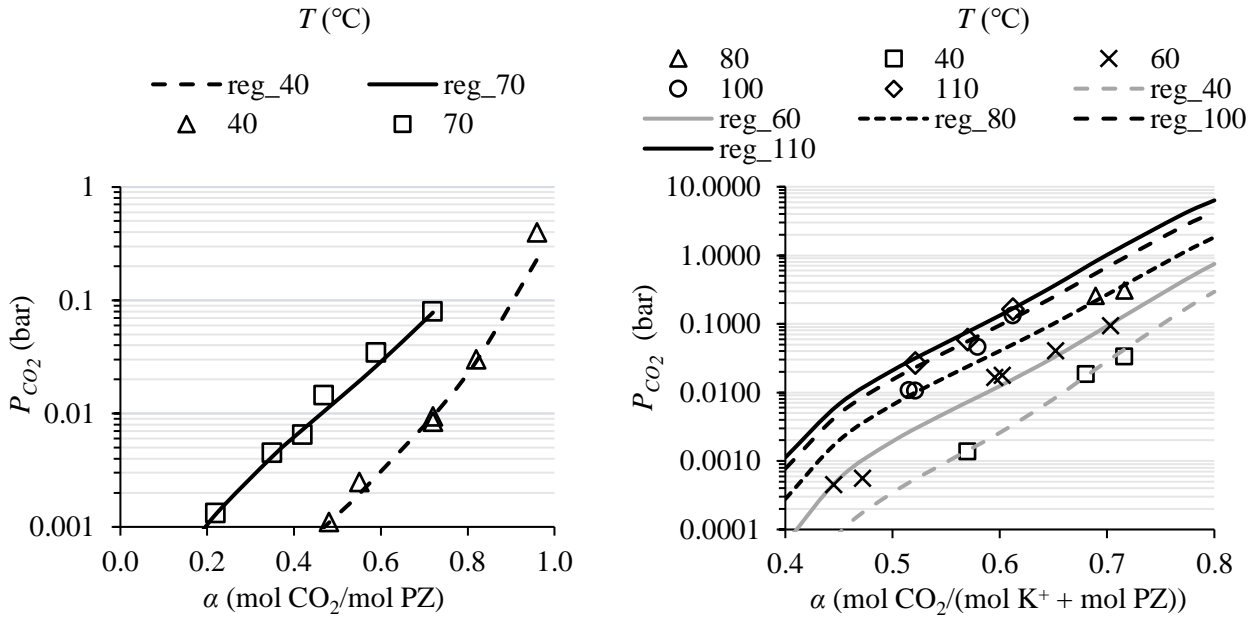 T (°C)
reg_40 reg_70
40 70
P_CO₂ (bar)
1
0.1
0.01
0.001
0.0 0.2 0.4 0.6 0.8 1.0
α (mol CO₂/mol PZ)
T (°C)
80 40 60
100 110 reg_40
reg_60 reg_80 reg_100
reg_110
P_CO₂ (bar)
10.0000
1.0000
0.1000
0.0100
0.0010
0.0001
0.4 0.5 0.6 0.7 0.8
α (mol CO₂/(mol K⁺ + mol PZ))